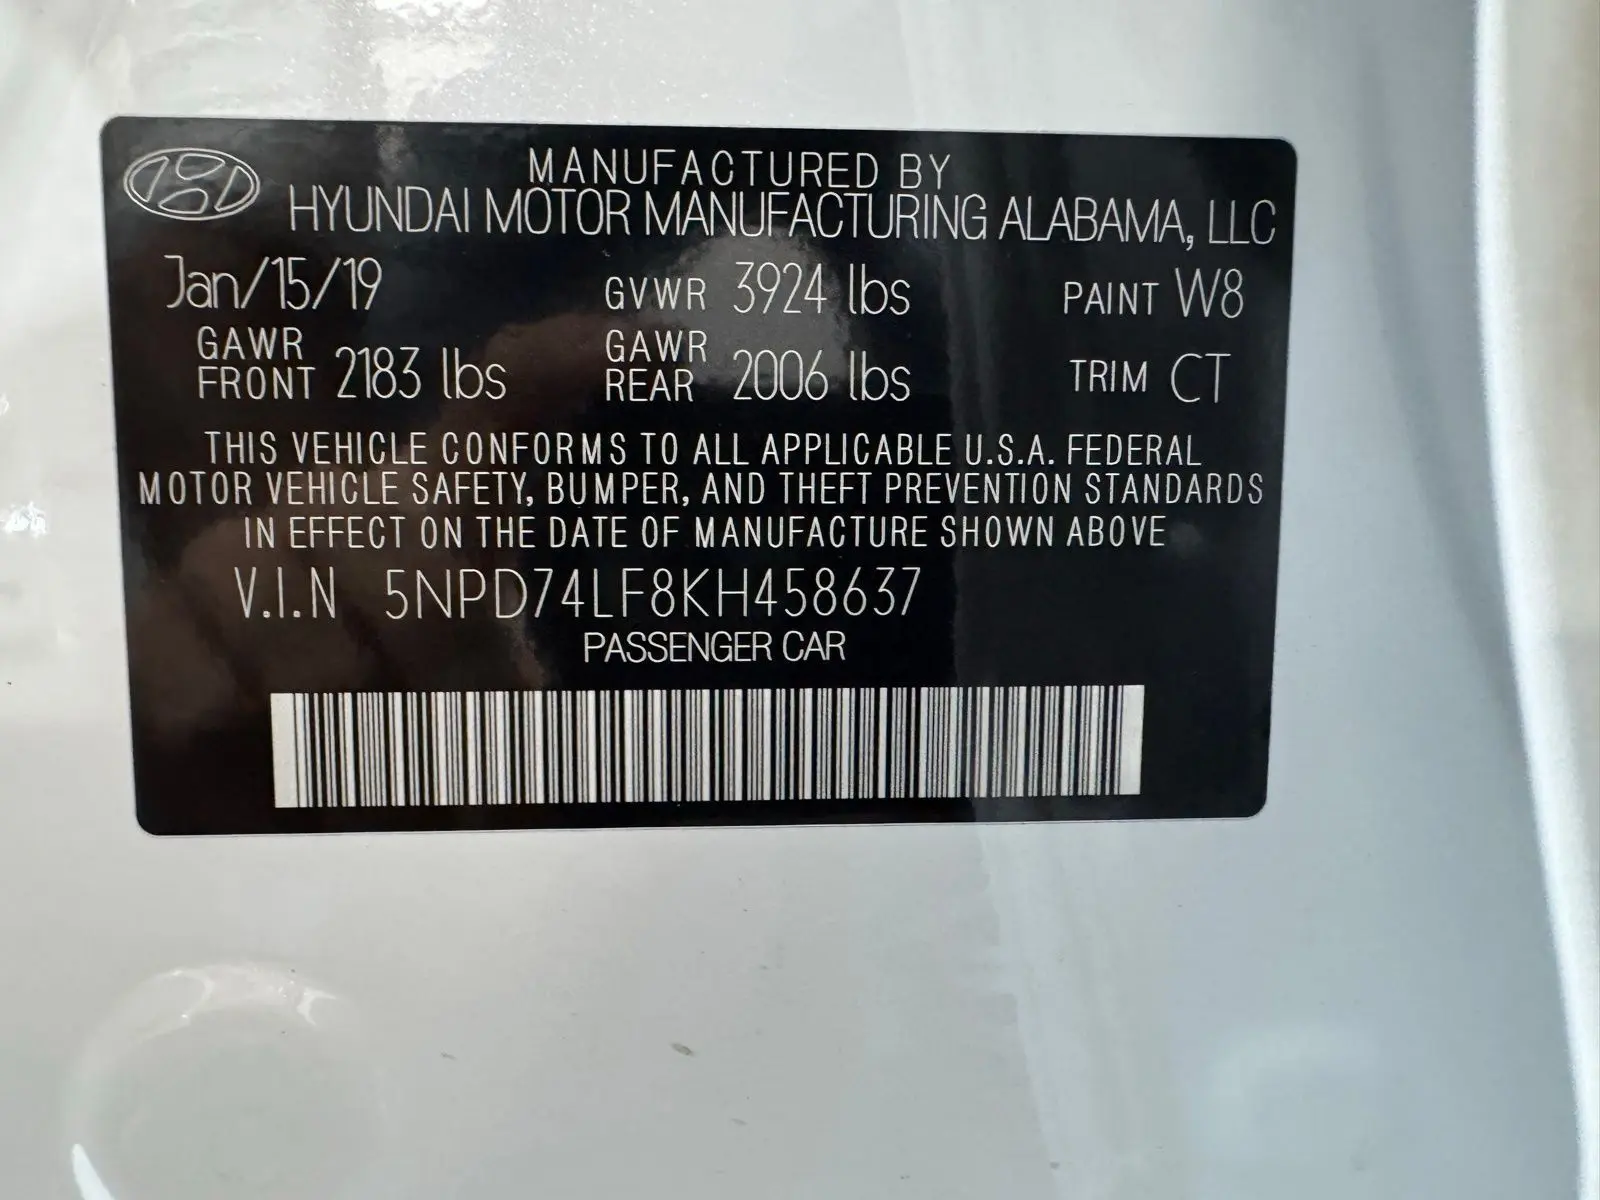 MANUFACTURED BY
HYUNDAI MOTOR MANUFACTURING ALABAMA, LLC
Jan/15/19 GVWR 3924 lbs PAINT W8
GAWR FRONT 2183 lbs GAWR REAR 2006 lbs TRIM CT
THIS VEHICLE CONFORMS TO ALL APPLICABLE U.S.A. FEDERAL
MOTOR VEHICLE SAFETY, BUMPER, AND THEFT PREVENTION STANDARDS
IN EFFECT ON THE DATE OF MANUFACTURE SHOWN ABOVE
V.I.N 5NPD74LF8KH458637
PASSENGER CAR